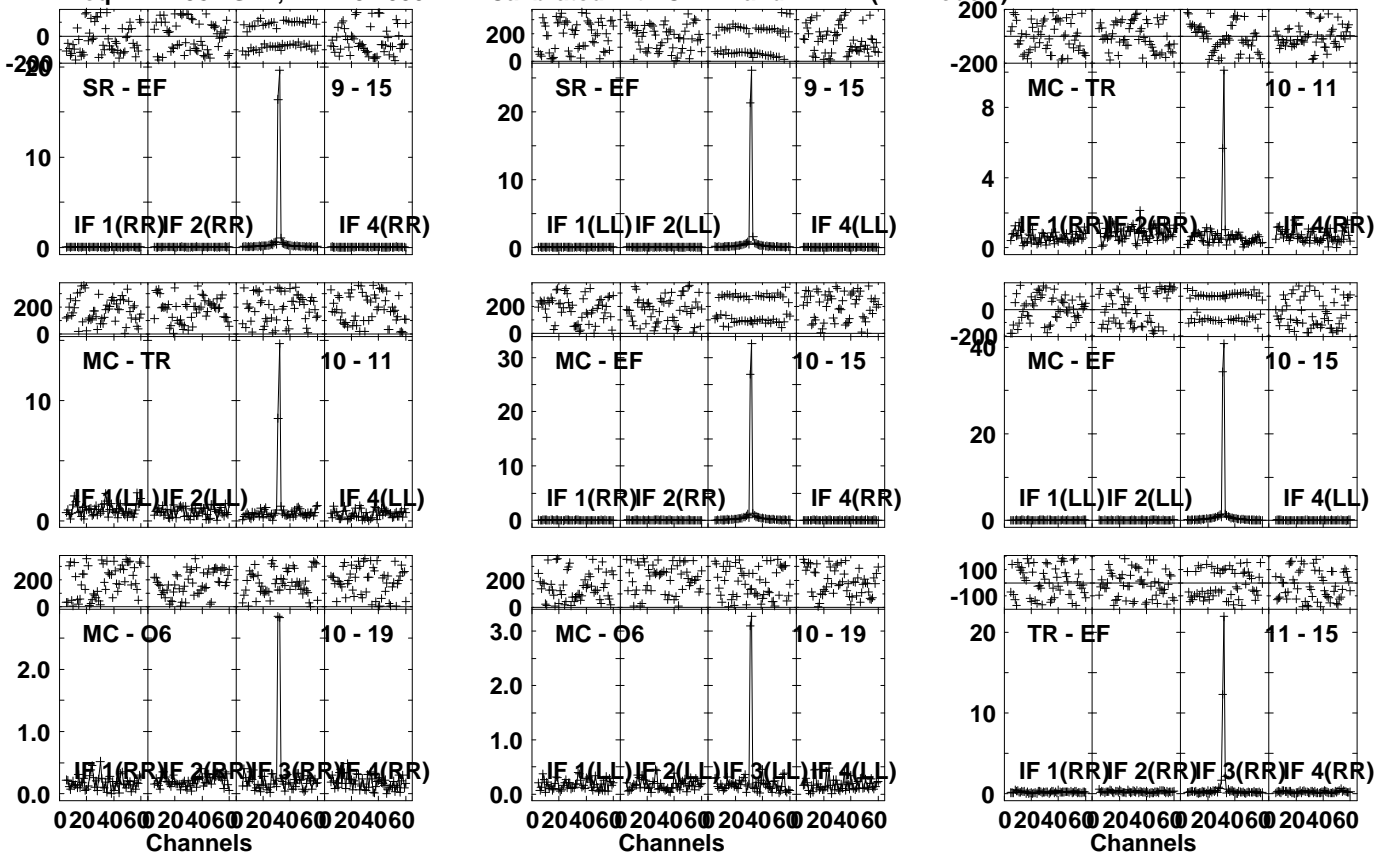 0
-200
20
10
0
SR - EF 9 - 15
IF 1(RR) IF 2(RR) IF 4(RR)
200
0
20
10
0
SR - EF 9 - 15
IF 1(LL) IF 2(LL) IF 4(LL)
200
-200
8
4
0
MC - TR 10 - 11
IF 1(RR) IF 2(RR) IF 4(RR)
200
0
10
0
MC - TR 10 - 11
IF 1(LL) IF 2(LL) IF 4(LL)
200
0
30
20
10
0
MC - EF 10 - 15
IF 1(RR) IF 2(RR) IF 4(RR)
0
-200
40
20
0
MC - EF 10 - 15
IF 1(LL) IF 2(LL) IF 4(LL)
200
0
2.0
1.0
0.0
MC - O6 10 - 19
IF 1(RR) IF 2(RR) IF 3(RR) IF 4(RR)
0 20 40 60 0 20 40 60 0 20 40 60 0 20 40 60
Channels
200
0
3.0
2.0
1.0
0.0
MC - O6 10 - 19
IF 1(LL) IF 2(LL) IF 3(LL) IF 4(LL)
0 20 40 60 0 20 40 60 0 20 40 60 0 20 40 60
100
-100
20
10
0
TR - EF 11 - 15
IF 1(RR) IF 2(RR) IF 3(RR) IF 4(RR)
0 20 40 60 0 20 40 60 0 20 40 60 0 20 40 60
Channels